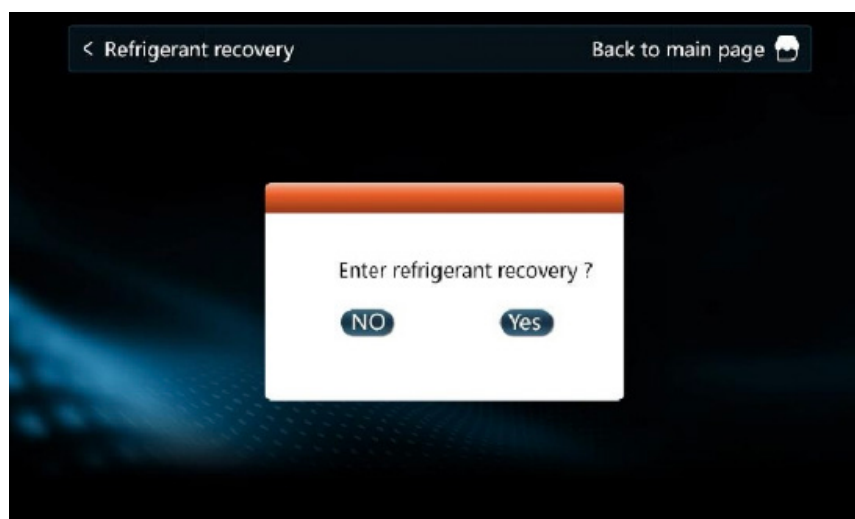 < Refrigerant recovery
Back to main page
Enter refrigerant recovery ?
NO
Yes